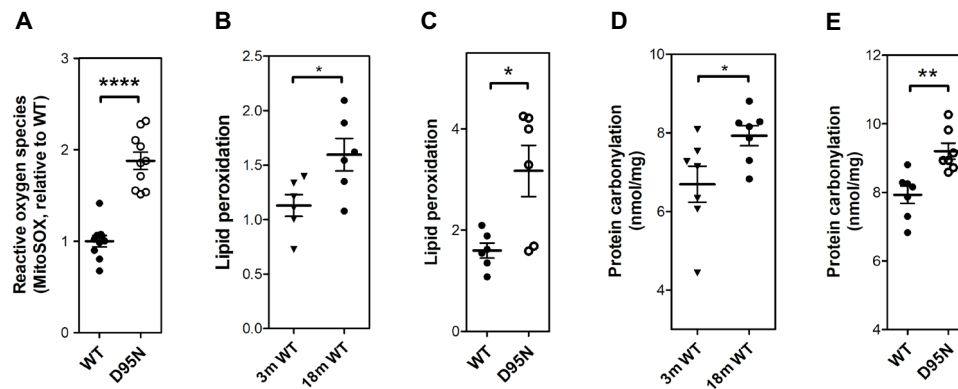 A
Reactive oxygen species
(MitoSOX, relative to WT)
3
2
1
0
****
WT
D95N
B
Lipid peroxidation
2.5
2.0
1.5
1.0
0.5
0.0
*
3m WT
18m WT
C
Lipid peroxidation
4
2
0
*
WT
D95N
D
Protein carbonylation
(nmol/mg)
10
8
6
4
*
3m WT
18m WT
E
Protein carbonylation
(nmol/mg)
12
10
8
6
4
**
WT
D95N